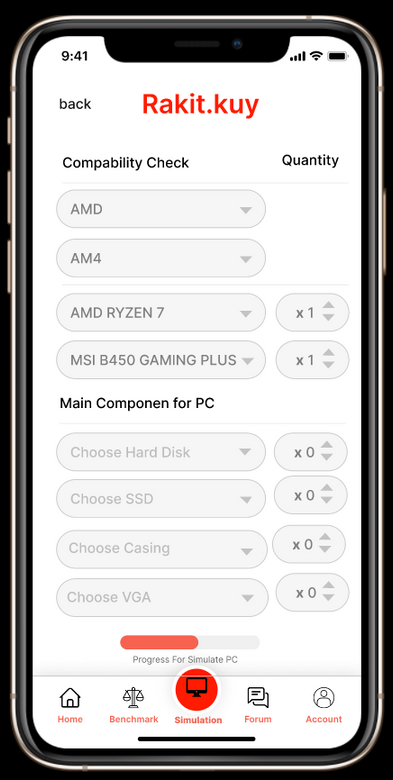 9:41
back
Rakit.kuy
Compability Check
Quantity
AMD
AM4
AMD RYZEN 7
x 1
MSI B450 GAMING PLUS
x 1
Main Componen for PC
Choose Hard Disk
x 0
Choose SSD
x 0
Choose Casing
x 0
Choose VGA
x 0
Progress For Simulate PC
Home
Benchmark
Simulation
Forum
Account